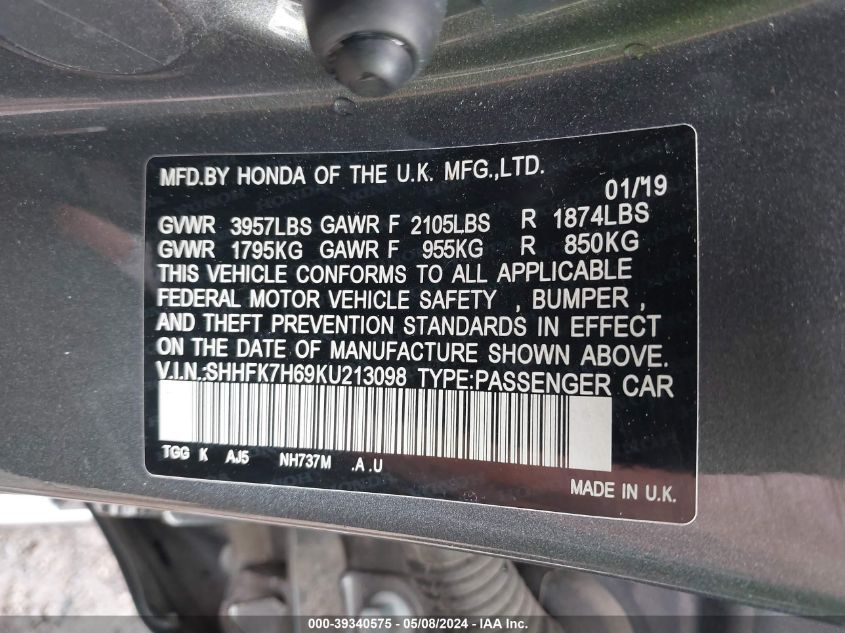 MFD.BY HONDA OF THE U.K. MFG.,LTD.
01/19
GVWR 3957LBS GAWR F 2105LBS R 1874LBS
GVWR 1795KG GAWR F 955KG R 850KG
THIS VEHICLE CONFORMS TO ALL APPLICABLE
FEDERAL MOTOR VEHICLE SAFETY , BUMPER ,
AND THEFT PREVENTION STANDARDS IN EFFECT
ON THE DATE OF MANUFACTURE SHOWN ABOVE.
V.I.N.:SHHFK7H69KU213098 TYPE:PASSENGER CAR
TGG K AJ5 NH737M .A .U
MADE IN U.K.
000-39340575 - 05/08/2024 - IAA Inc.